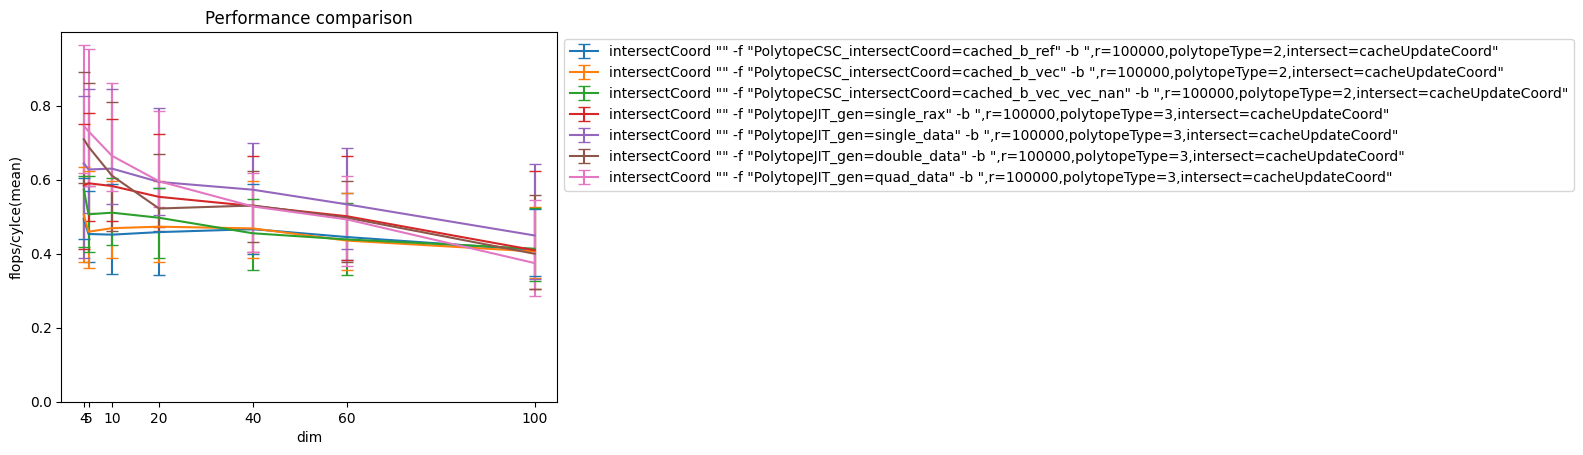 Performance comparison
flops/cylce(mean)
0.8
0.6
0.4
0.2
0.0
4 5 10 20 40 60 100
dim
intersectCoord "" -f "PolytopeCSC_intersectCoord=cached_b_ref" -b ",r=100000,polytopeType=2,intersect=cacheUpdateCoord"
intersectCoord "" -f "PolytopeCSC_intersectCoord=cached_b_vec" -b ",r=100000,polytopeType=2,intersect=cacheUpdateCoord"
intersectCoord "" -f "PolytopeCSC_intersectCoord=cached_b_vec_vec_nan" -b ",r=100000,polytopeType=2,intersect=cacheUpdateCoord"
intersectCoord "" -f "PolytopeJIT_gen=single_rax" -b ",r=100000,polytopeType=3,intersect=cacheUpdateCoord"
intersectCoord "" -f "PolytopeJIT_gen=single_data" -b ",r=100000,polytopeType=3,intersect=cacheUpdateCoord"
intersectCoord "" -f "PolytopeJIT_gen=double_data" -b ",r=100000,polytopeType=3,intersect=cacheUpdateCoord"
intersectCoord "" -f "PolytopeJIT_gen=quad_data" -b ",r=100000,polytopeType=3,intersect=cacheUpdateCoord"